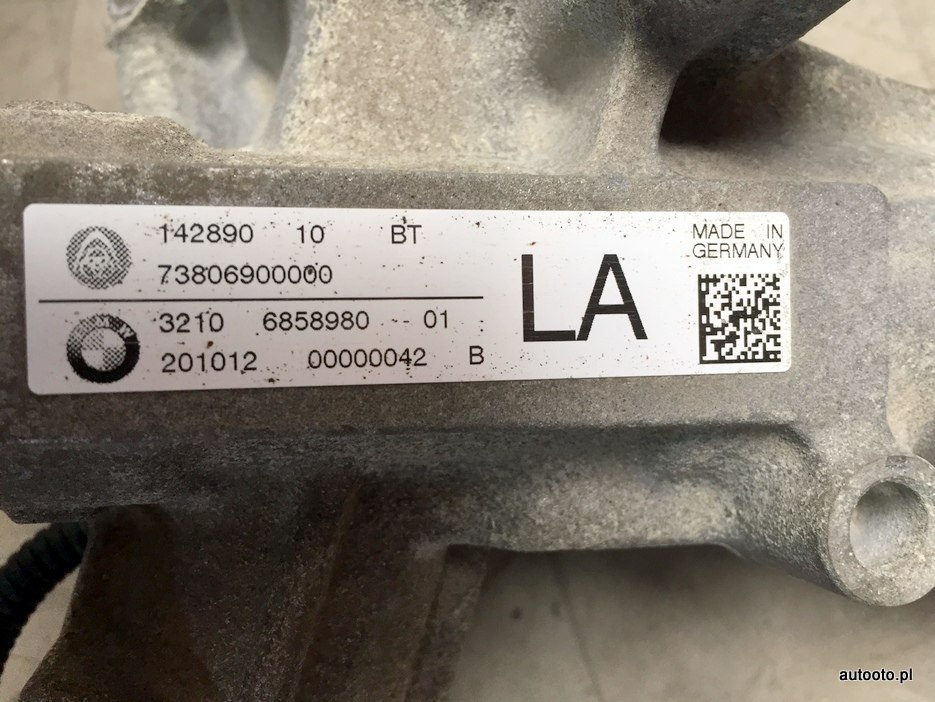 142890 10 BT
73806900000
3210 6858980 -- 01
201012 00000042 B
LA
MADE IN
GERMANY
autooto.pl